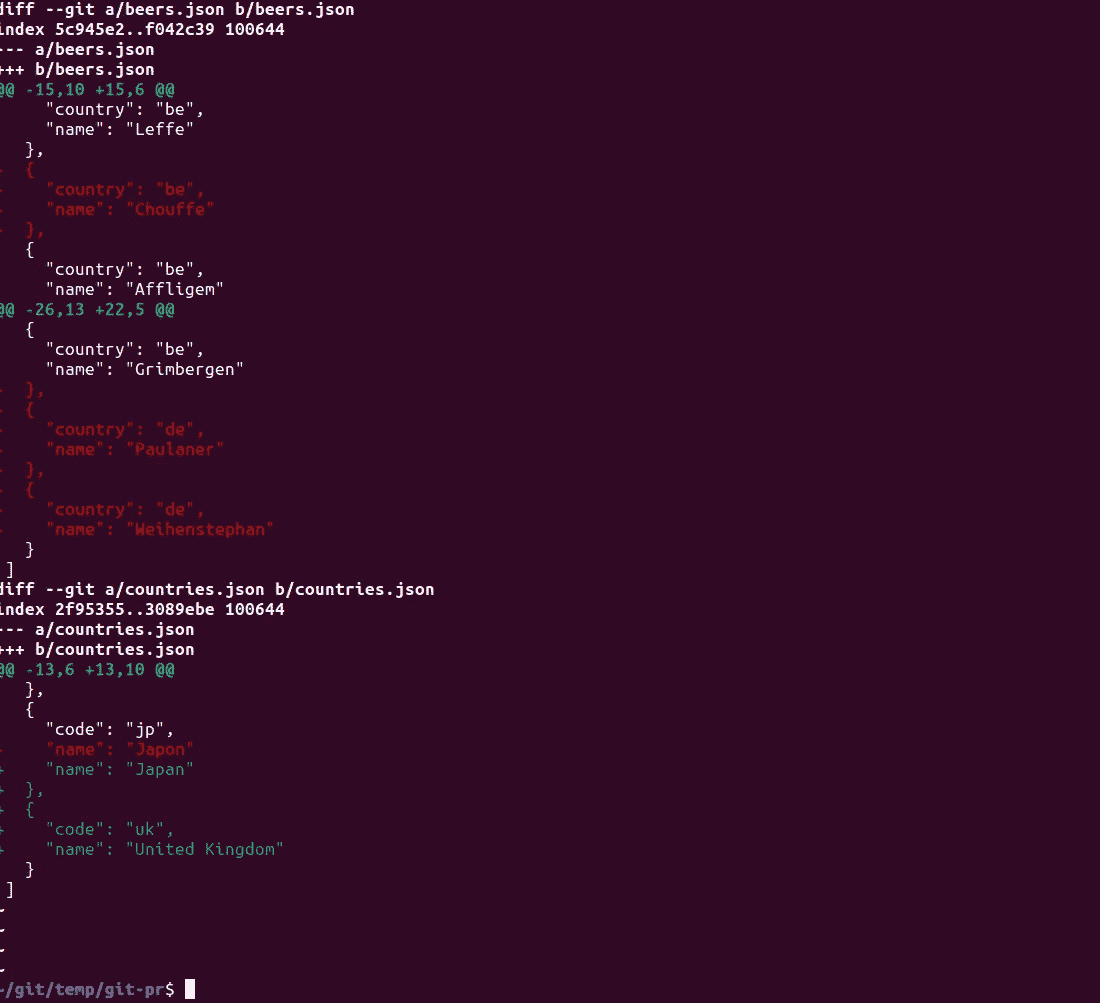 diff --git a/beers.json b/beers.json
index 5c945e2..f042c39 100644
--- a/beers.json
+++ b/beers.json
@@ -15,10 +15,6 @@
     "country": "be",
     "name": "Leffe"
   },
-  {
-    "country": "be",
-    "name": "Chouffe"
-  },
   {
     "country": "be",
     "name": "Affligem"
@@ -26,13 +22,5 @@
   {
     "country": "be",
     "name": "Grimbergen"
-  },
-  {
-    "country": "de",
-    "name": "Paulaner"
-  },
-  {
-    "country": "de",
-    "name": "Weihenstephan"
   }
 ]
diff --git a/countries.json b/countries.json
index 2f95355..3089ebe 100644
--- a/countries.json
+++ b/countries.json
@@ -13,6 +13,10 @@
   },
   {
     "code": "jp",
-    "name": "Japon"
+    "name": "Japan"
+  },
+  {
+    "code": "uk",
+    "name": "United Kingdom"
   }
 ]
~
~
~
~
~/git/temp/git-pr$